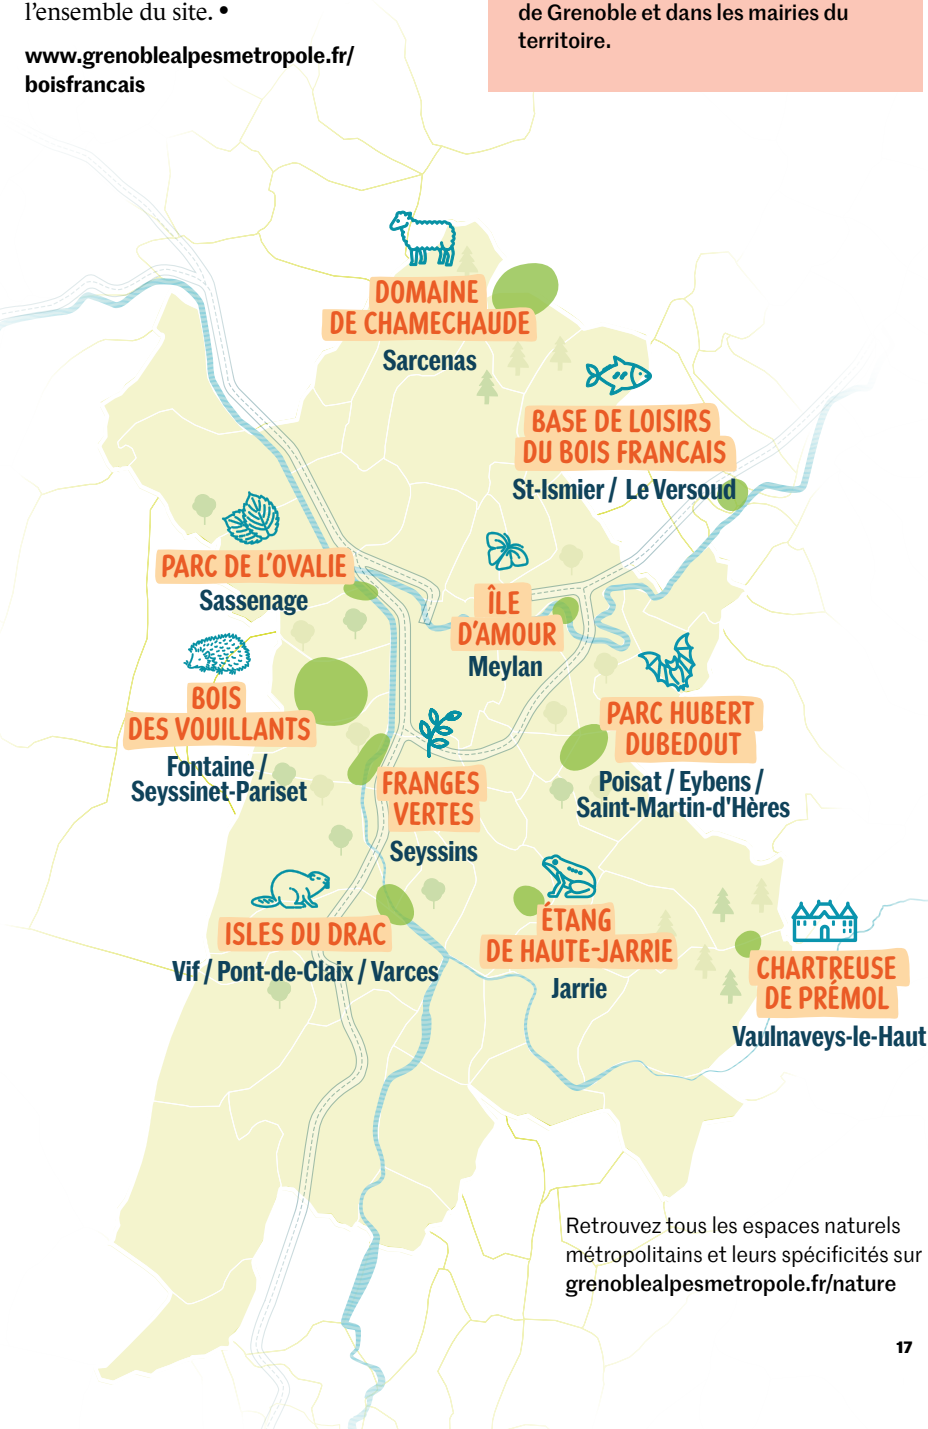 l'ensemble du site. •
www.grenoblealpesmetropole.fr/
boisfrancais
de Grenoble et dans les mairies du
territoire.
DOMAINE
DE CHAMECHAUDE
Sarcenas
BASE DE LOISIRS
DU BOIS FRANCAIS
St-Ismier / Le Versoud
PARC DE L'OVALIE
Sassenage
ÎLE
D'AMOUR
Meylan
BOIS
DES VOUILLANTS
Fontaine /
Seyssinet-Pariset
PARC HUBERT
DUBEDOUT
Poisat / Eybens /
Saint-Martin-d'Hères
FRANGES
VERTES
Seyssins
ISLES DU DRAC
Vif / Pont-de-Claix / Varces
ÉTANG
DE HAUTE-JARRIE
Jarrie
CHARTREUSE
DE PRÉMOL
Vaulnaveys-le-Haut
Retrouvez tous les espaces naturels
métropolitains et leurs spécificités sur
grenoblealpesmetropole.fr/nature
17